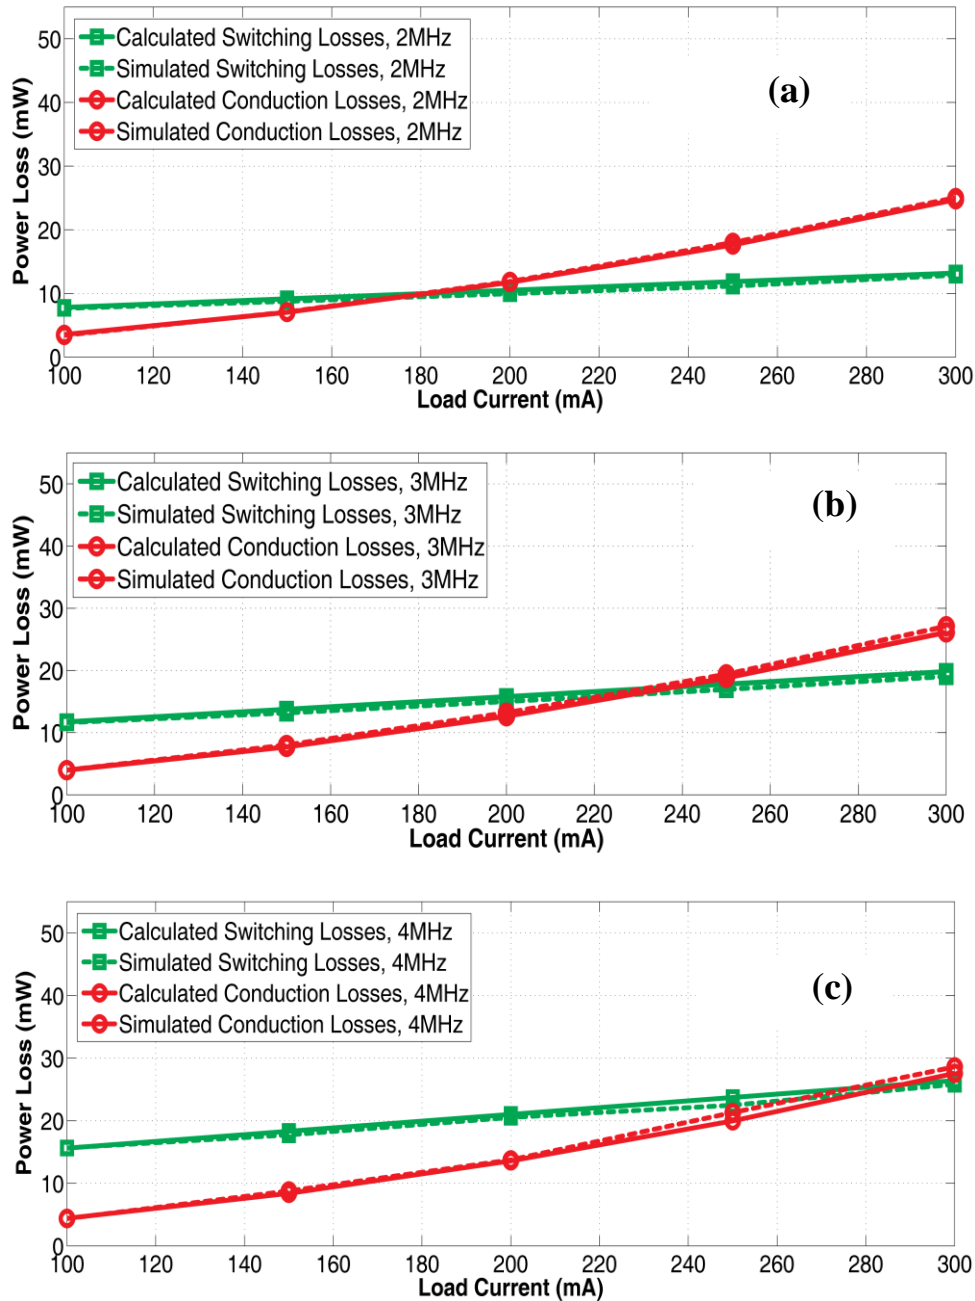 50
40
30
20
10
0
Power Loss (mW)
Calculated Switching Losses, 2MHz
Simulated Switching Losses, 2MHz
Calculated Conduction Losses, 2MHz
Simulated Conduction Losses, 2MHz
(a)
100 120 140 160 180 200 220 240 260 280 300
Load Current (mA)
50
40
30
20
10
0
Power Loss (mW)
Calculated Switching Losses, 3MHz
Simulated Switching Losses, 3MHz
Calculated Conduction Losses, 3MHz
Simulated Conduction Losses, 3MHz
(b)
100 120 140 160 180 200 220 240 260 280 300
Load Current (mA)
50
40
30
20
10
0
Power Loss (mW)
Calculated Switching Losses, 4MHz
Simulated Switching Losses, 4MHz
Calculated Conduction Losses, 4MHz
Simulated Conduction Losses, 4MHz
(c)
100 120 140 160 180 200 220 240 260 280 300
Load Current (mA)